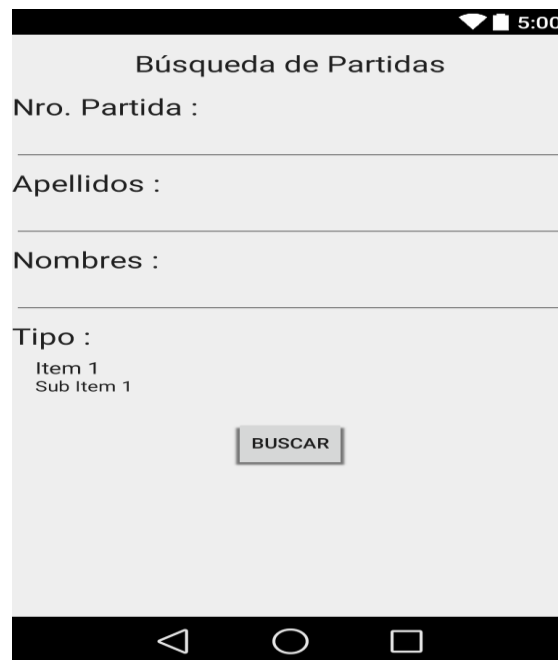 5:00
Búsqueda de Partidas
Nro. Partida :
Apellidos :
Nombres :
Tipo :
Item 1
Sub Item 1
BUSCAR